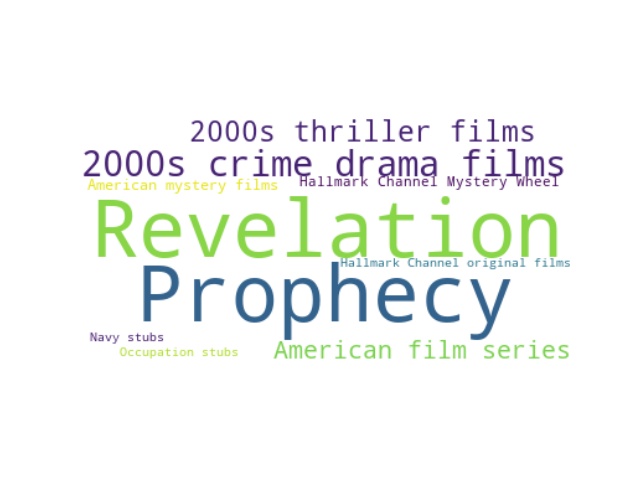 2000s thriller films
2000s crime drama films
American mystery films
Hallmark Channel Mystery Wheel
Revelation
Hallmark Channel original films
Prophecy
Navy stubs
Occupation stubs
American film series